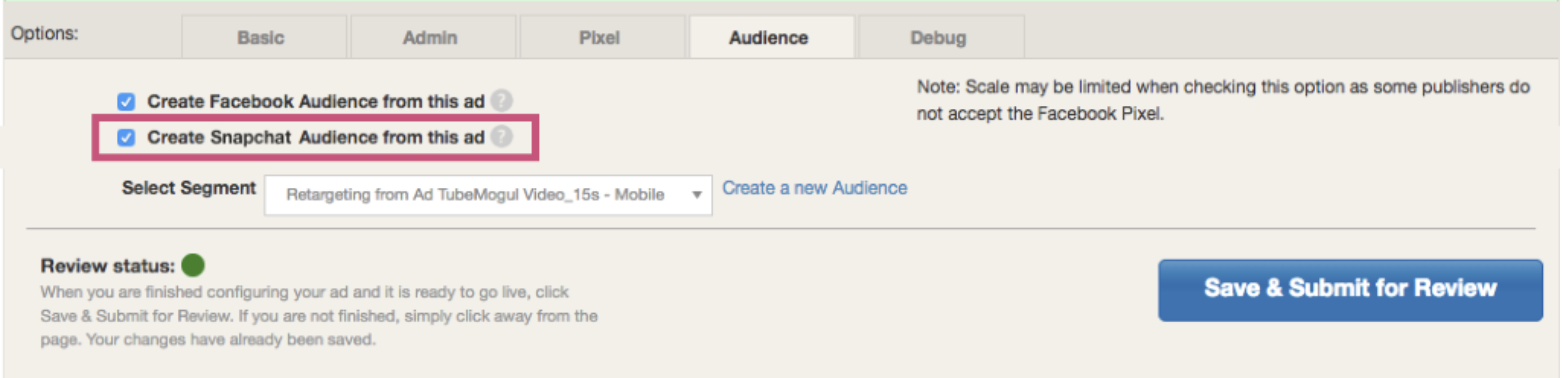 Options: Basic Admin Pixel Audience Debug
Create Facebook Audience from this ad ?
Create Snapchat Audience from this ad ?
Note: Scale may be limited when checking this option as some publishers do
not accept the Facebook Pixel.
Select Segment Retargeting from Ad TubeMogul Video_15s - Mobile Create a new Audience
Review status:
When you are finished configuring your ad and it is ready to go live, click
Save & Submit for Review. If you are not finished, simply click away from the
page. Your changes have already been saved.
Save & Submit for Review